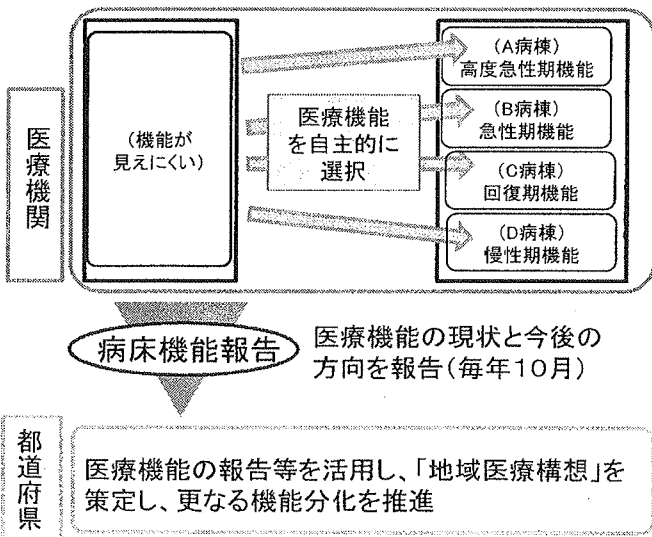 医療機関
(機能が
見えにくい)
医療機能
を自主的に
選択
(A病棟)
高度急性期機能
(B病棟)
急性期機能
(C病棟)
回復期機能
(D病棟)
慢性期機能
病床機能報告
医療機能の現状と今後の
方向を報告(毎年10月)
都道府県
医療機能の報告等を活用し、「地域医療構想」を
策定し、更なる機能分化を推進